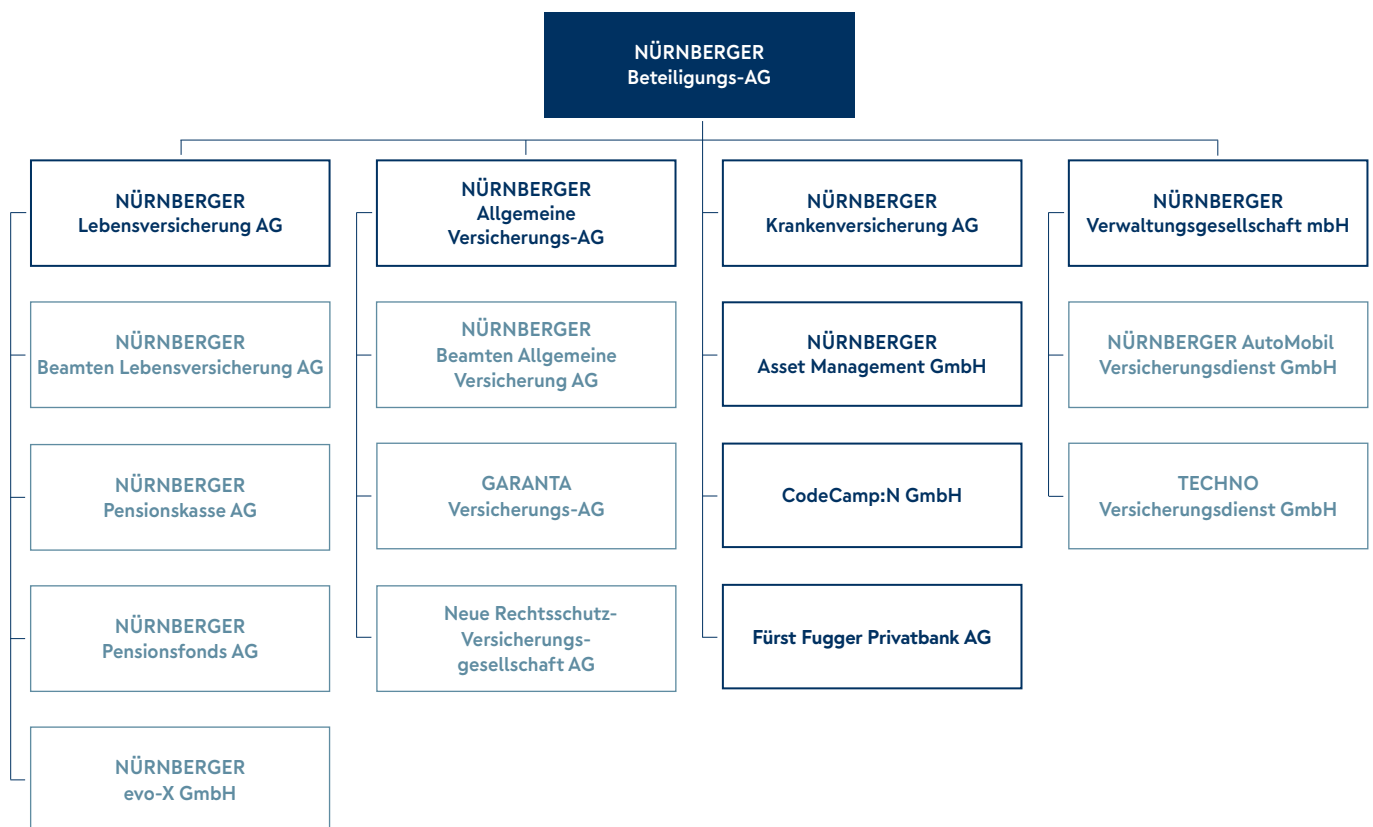 NÜRNBERGER
Beteiligungs-AG
NÜRNBERGER
Lebensversicherung AG
NÜRNBERGER
Beamten Lebensversicherung AG
NÜRNBERGER
Pensionskasse AG
NÜRNBERGER
Pensionsfonds AG
NÜRNBERGER
evo-X GmbH
NÜRNBERGER
Allgemeine
Versicherungs-AG
NÜRNBERGER
Beamten Allgemeine
Versicherung AG
GARANTA
Versicherungs-AG
Neue Rechtsschutz-
Versicherungs-
gesellschaft AG
NÜRNBERGER
Krankenversicherung AG
NÜRNBERGER
Asset Management GmbH
CodeCamp:N GmbH
Fürst Fugger Privatbank AG
NÜRNBERGER
Verwaltungsgesellschaft mbH
NÜRNBERGER AutoMobil
Versicherungsdienst GmbH
TECHNO
Versicherungsdienst GmbH